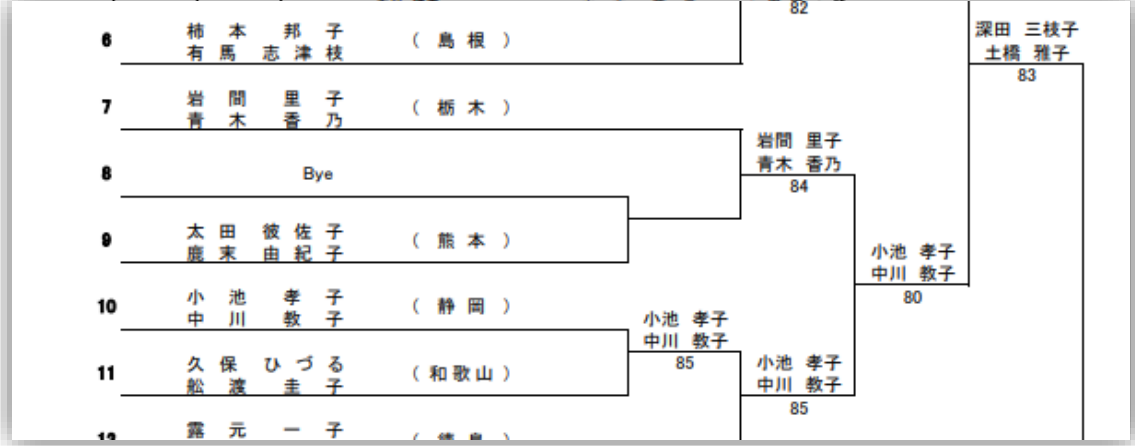 82
6 柿本 邦子 (島根)
有馬 志津枝
深田 三枝子
土橋 雅子
83
7 岩間 里子 (栃木)
青木 香乃
岩間 里子
青木 香乃
84
8 Bye
9 太田 彼佐子 (熊本)
鹿末 由紀子
小池 孝子
中川 教子
80
10 小池 孝子 (静岡)
中川 教子
小池 孝子
中川 教子
85
11 久保 ひづる (和歌山)
舩渡 圭子
小池 孝子
中川 教子
85
12 露元 一子